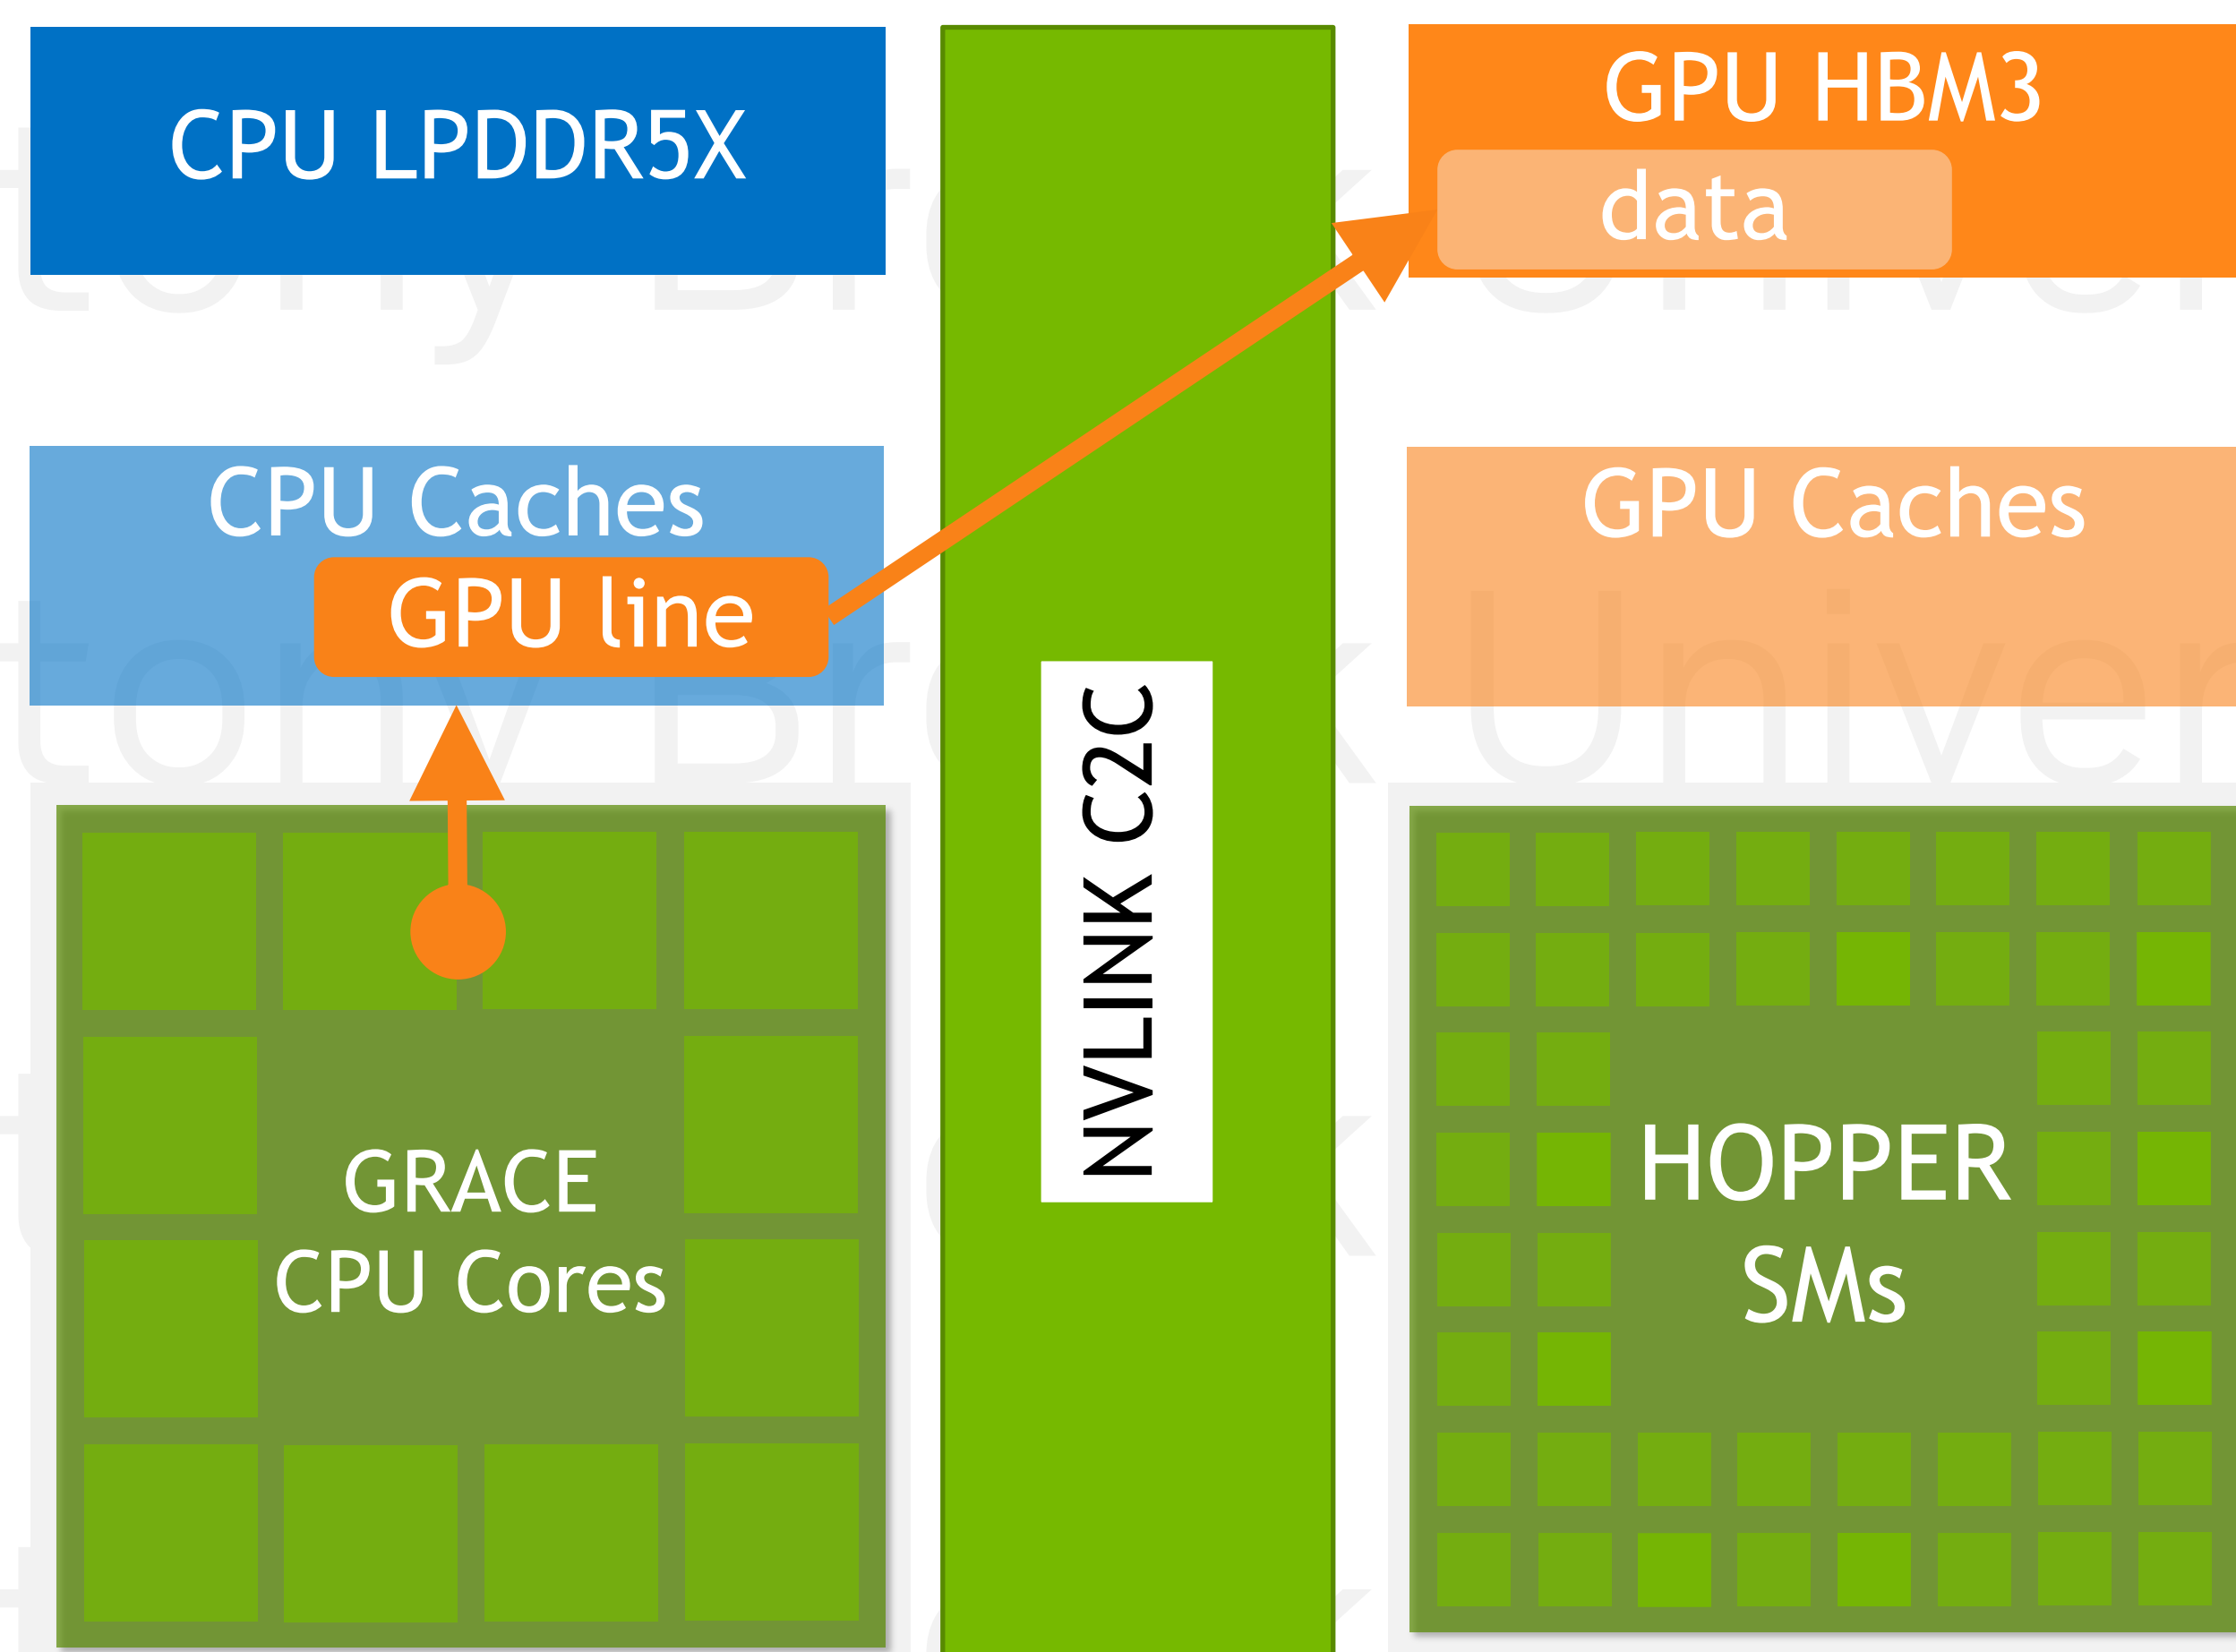 CPU LPDDR5X
GPU HBM3
data
CPU Caches
GPU line
GPU Caches
NVLINK C2C
GRACE
CPU Cores
HOPPER
SMs